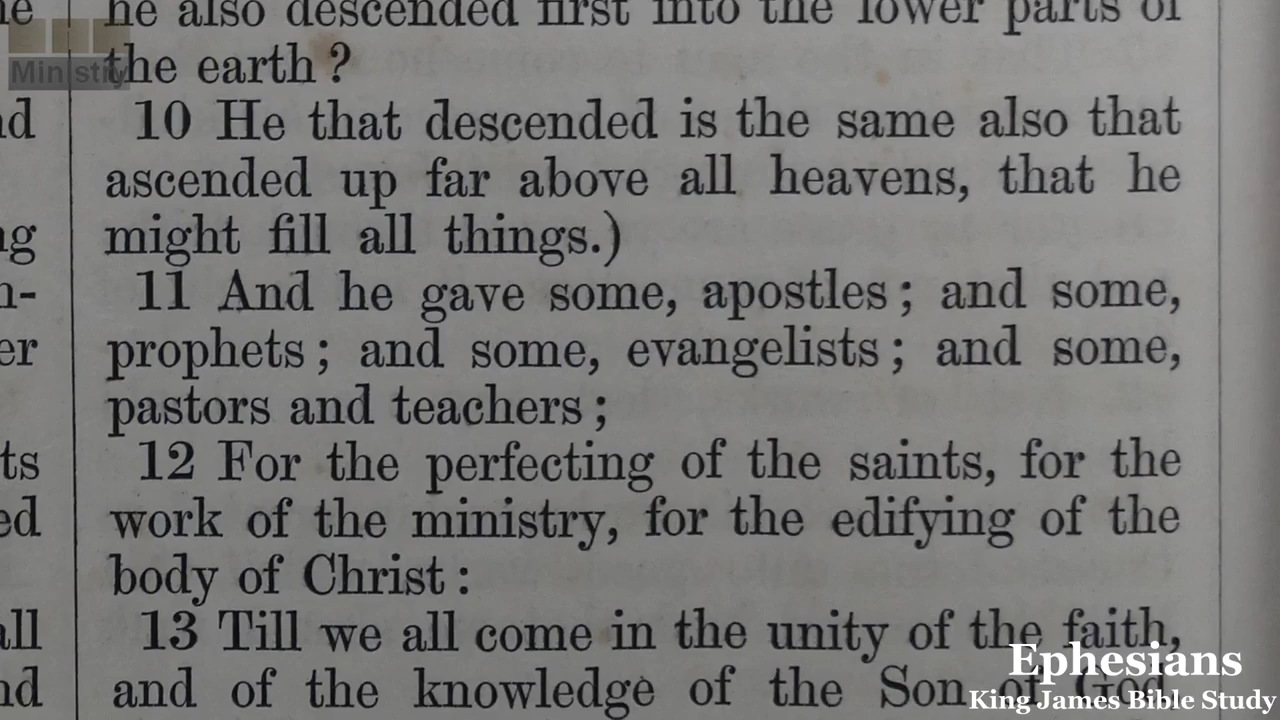 he also descended first into the lower parts of
the earth ?
10 He that descended is the same also that
ascended up far above all heavens, that he
might fill all things.)
11 And he gave some, apostles ; and some,
prophets ; and some, evangelists ; and some,
pastors and teachers ;
12 For the perfecting of the saints, for the
work of the ministry, for the edifying of the
body of Christ :
13 Till we all come in the unity of the faith,
and of the knowledge of the Son of God,
Ministry
Ephesians
King James Bible Study